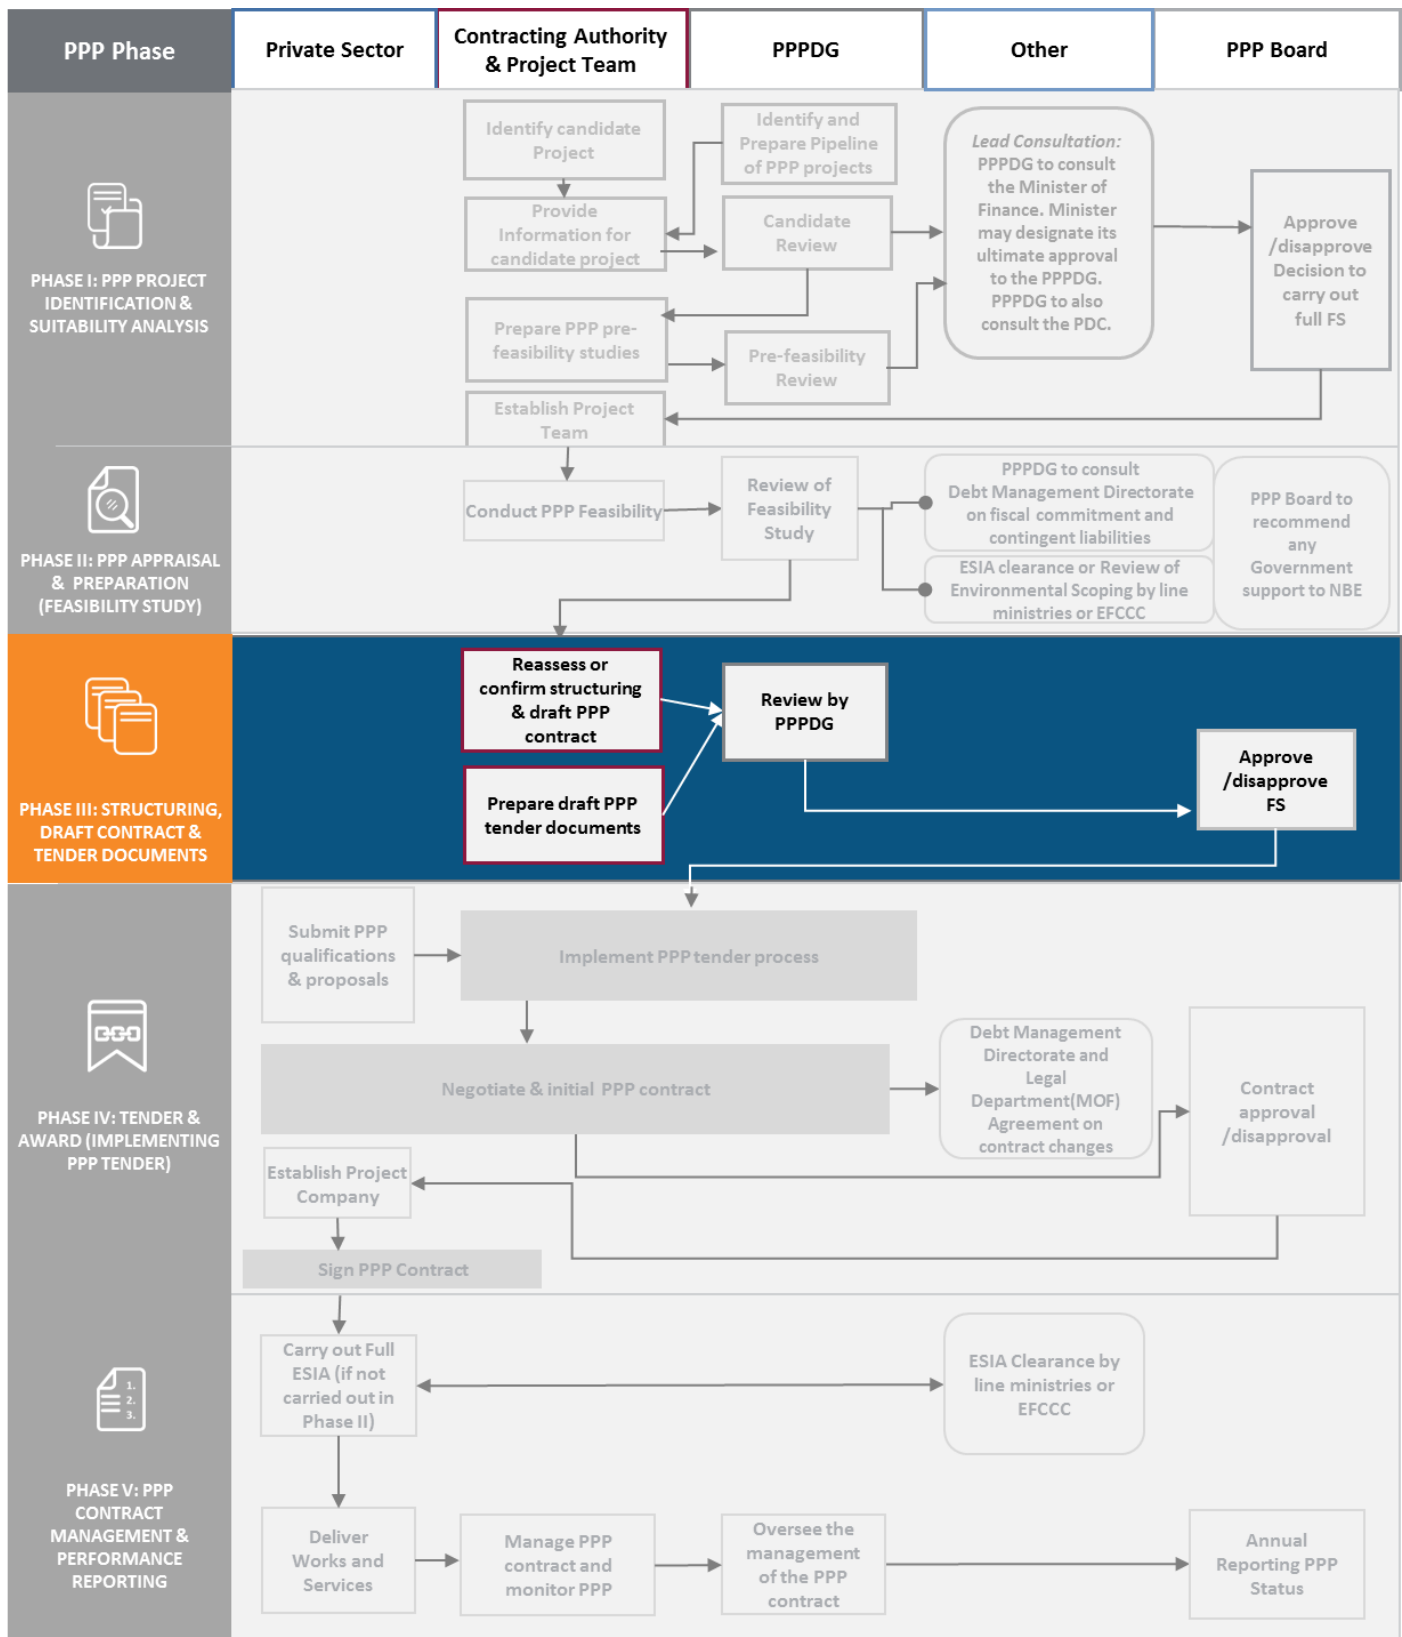 PPP Phase
Private Sector
Contracting Authority
& Project Team
PPPDG
Other
PPP Board
PHASE I: PPP PROJECT
IDENTIFICATION &
SUITABILITY ANALYSIS
Identify candidate
Project
Identify and
Prepare Pipeline
of PPP projects
Provide
Information for
candidate project
Candidate
Review
Lead Consultation:
PPPDG to consult
the Minister of
Finance. Minister
may designate its
ultimate approval
to the PPPDG.
PPPDG to also
consult the PDC.
Approve
/disapprove
Decision to
carry out
full FS
Prepare PPP pre-
feasibility studies
Pre-feasibility
Review
Establish Project
Team
PHASE II: PPP APPRAISAL
& PREPARATION
(FEASIBILITY STUDY)
Conduct PPP Feasibility
Review of
Feasibility
Study
PPPDG to consult
Debt Management Directorate
on fiscal commitment and
contingent liabilities
ESIA clearance or Review of
Environmental Scoping by line
ministries or EFCCC
PPP Board to
recommend
any
Government
support to NBE
PHASE III: STRUCTURING,
DRAFT CONTRACT &
TENDER DOCUMENTS
Reassess or
confirm structuring
& draft PPP
contract
Prepare draft PPP
tender documents
Review by
PPPDG
Approve
/disapprove
FS
PHASE IV: TENDER &
AWARD (IMPLEMENTING
PPP TENDER)
Submit PPP
qualifications
& proposals
Implement PPP tender process
Negotiate & initial PPP contract
Debt Management
Directorate and
Legal
Department(MOF)
Agreement on
contract changes
Contract
approval
/disapproval
Establish Project
Company
Sign PPP Contract
1.
2.
3.
PHASE V: PPP
CONTRACT
MANAGEMENT &
PERFORMANCE
REPORTING
Carry out Full
ESIA (if not
carried out in
Phase II)
ESIA Clearance by
line ministries or
EFCCC
Deliver
Works and
Services
Manage PPP
contract and
monitor PPP
Oversee the
management
of the PPP
contract
Annual
Reporting PPP
Status